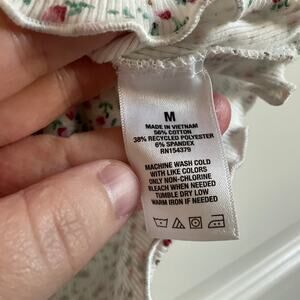 M
MADE IN VIETNAM
56% COTTON
38% RECYCLED POLYESTER
6% SPANDEX
RN154379
MACHINE WASH COLD
WITH LIKE COLORS
ONLY NON-CHLORINE
BLEACH WHEN NEEDED
TUMBLE DRY LOW
WARM IRON IF NEEDED